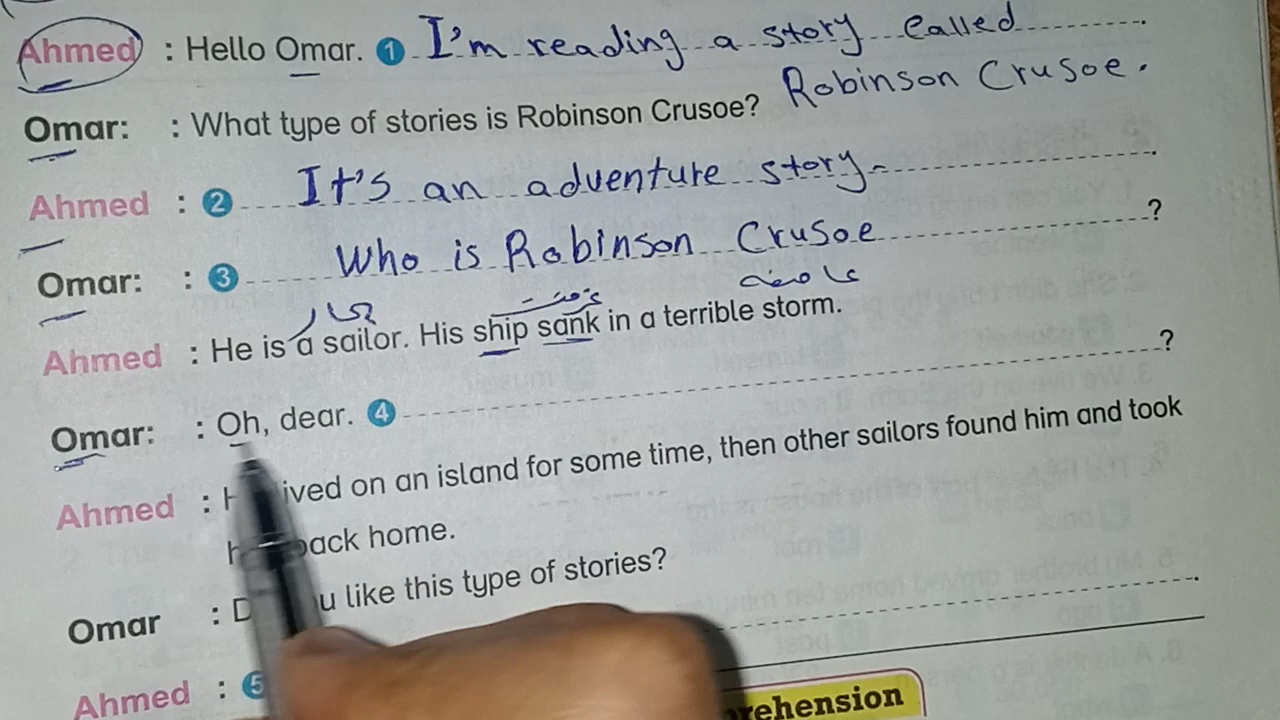 Ahmed : Hello Omar. 1 I'm reading a story called
Robinson Crusoe.
Omar: : What type of stories is Robinson Crusoe?
Ahmed : 2 It's an adventure story.
Omar: : 3 Who is Robinson Crusoe ?
عاصفة
Ahmed : He is a sailor. His ship sank in a terrible storm.
Omar: : Oh, dear. 4 ?
Ahmed : lived on an island for some time, then other sailors found him and took
back home.
Omar : like this type of stories?
Ahmed : 5